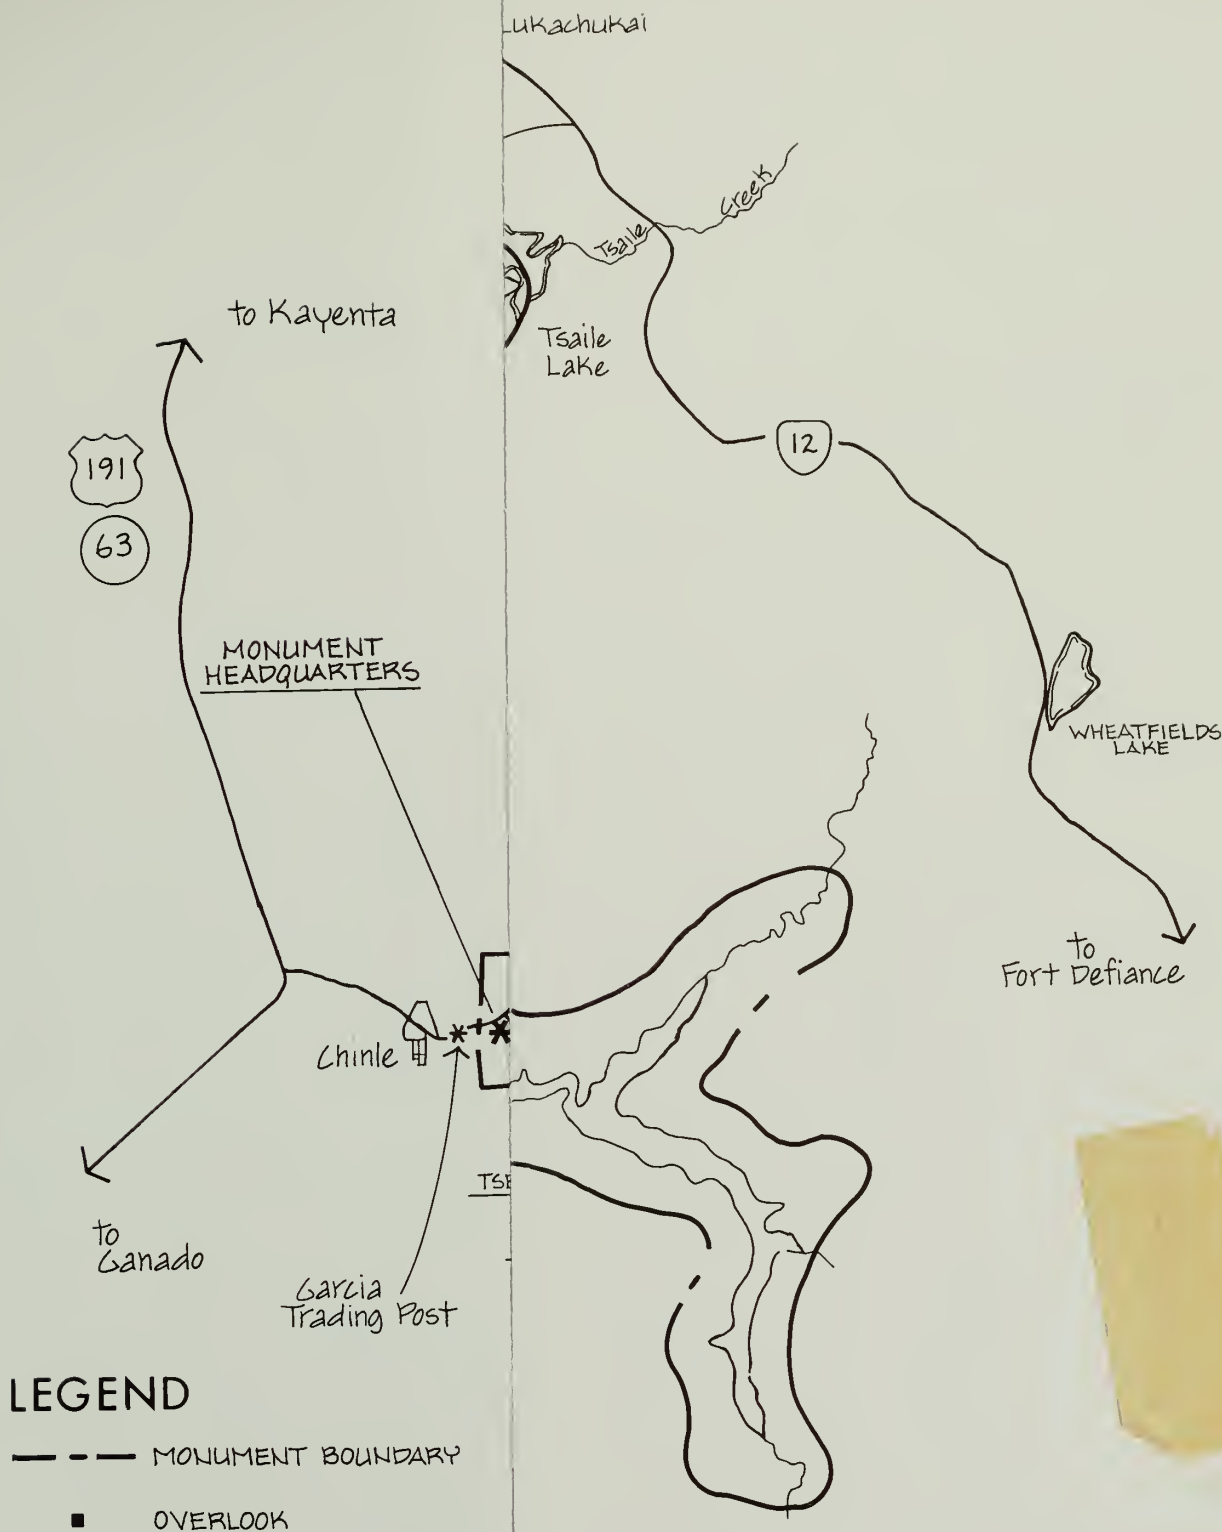 Lukachukai
Tsaile Creek
to Kayenta
Tsaile
Lake
191
12
63
MONUMENT
HEADQUARTERS
WHEATFIELDS
LAKE
to
Fort Defiance
Chinle
TSE
to
Ganado
Garcia
Trading Post
LEGEND
MONUMENT BOUNDARY
OVERLOOK